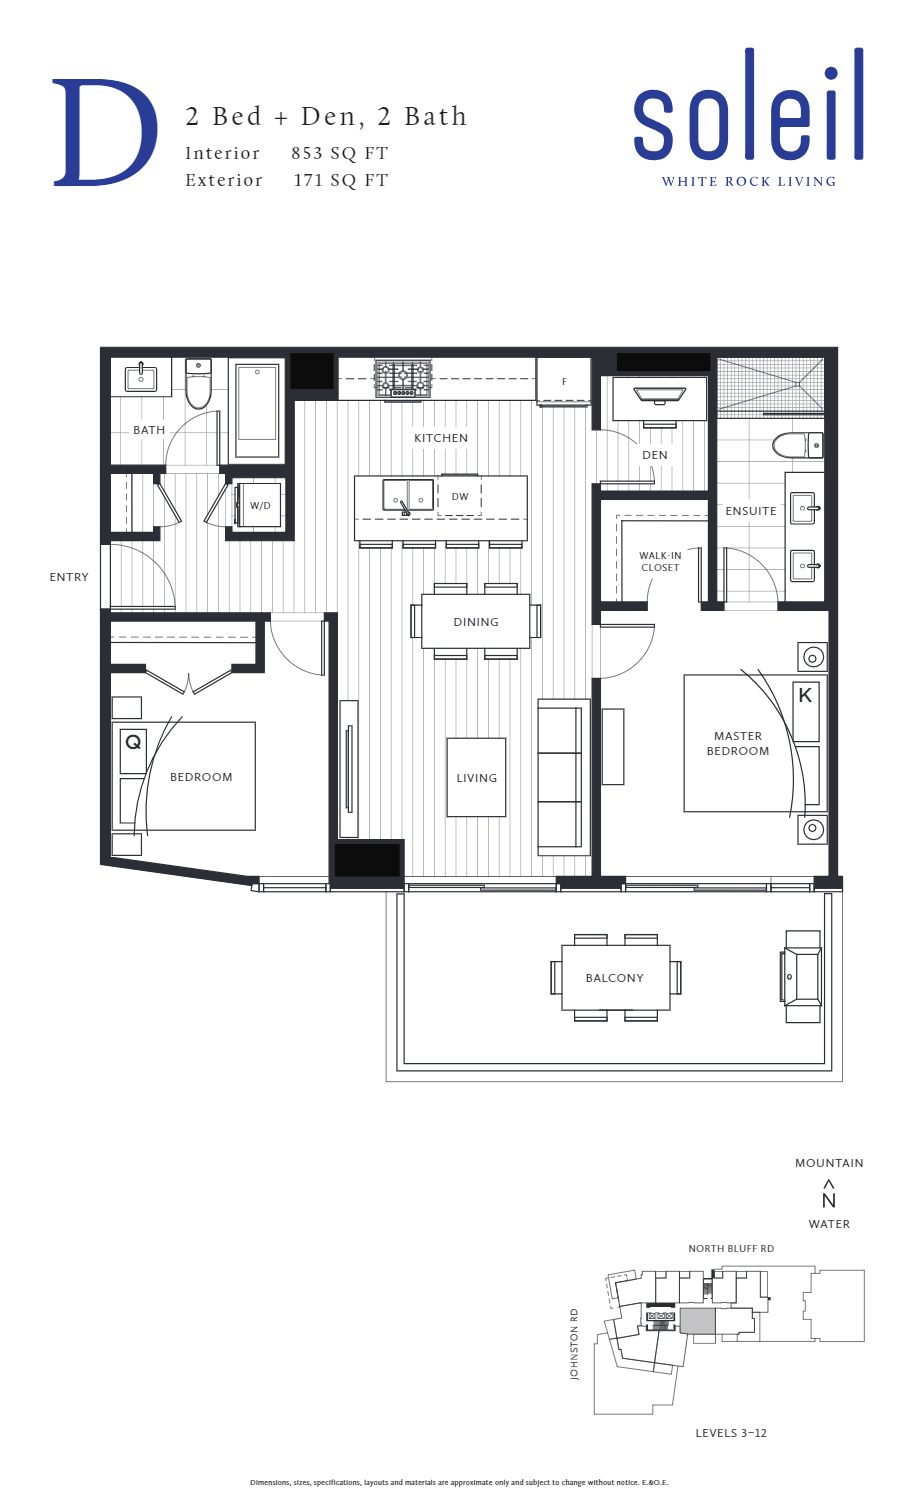 D
2 Bed + Den, 2 Bath
Interior 853 SQ FT
Exterior 171 SQ FT
soleil
WHITE ROCK LIVING
BATH
KITCHEN
F
DEN
W/D
DW
ENSUITE
WALK-IN
CLOSET
ENTRY
DINING
Q
BEDROOM
LIVING
K
MASTER
BEDROOM
BALCONY
MOUNTAIN
N
WATER
NORTH BLUFF RD
JOHNSTON RD
LEVELS 3-12
Dimensions, sizes, specifications, layouts and materials are approximate only and subject to change without notice. E.&O.E.